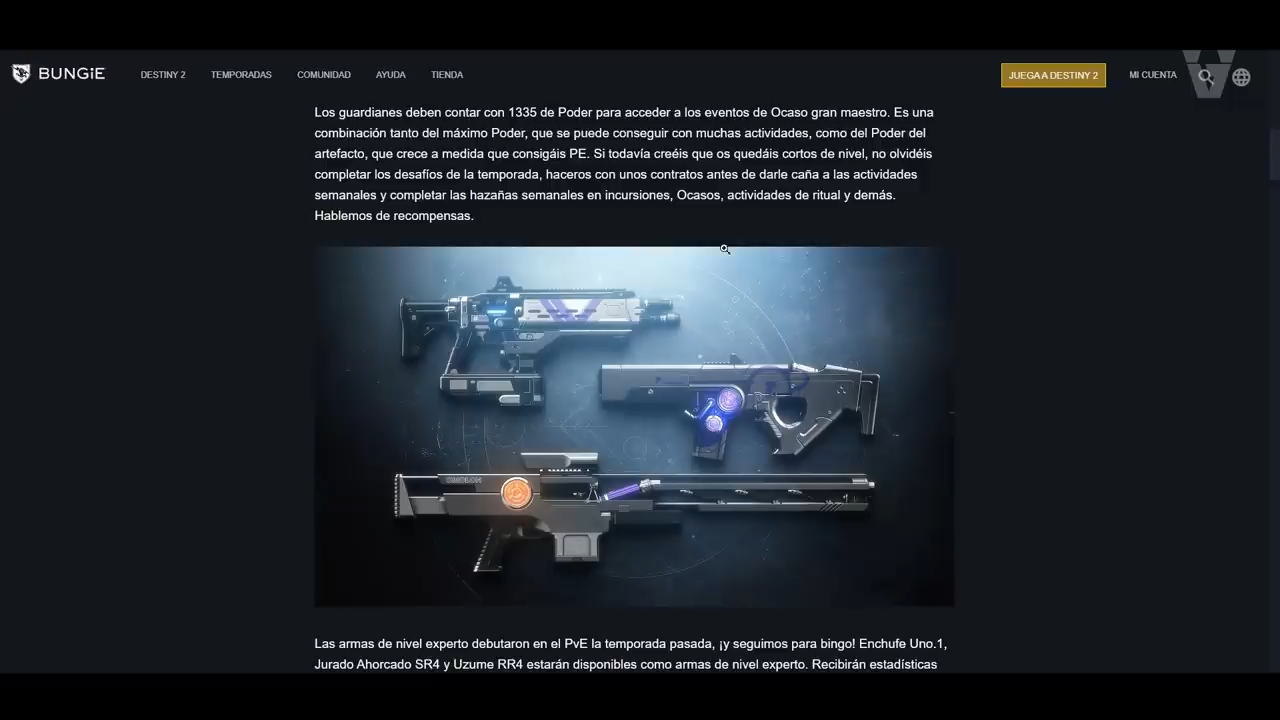 BUNGiE DESTINY 2 TEMPORADAS COMUNIDAD AYUDA TIENDA JUEGA A DESTINY 2 MI CUENTA
Los guardianes deben contar con 1335 de Poder para acceder a los eventos de Ocaso gran maestro. Es una
combinación tanto del máximo Poder, que se puede conseguir con muchas actividades, como del Poder del
artefacto, que crece a medida que consigáis PE. Si todavía creéis que os quedáis cortos de nivel, no olvidéis
completar los desafíos de la temporada, haceros con unos contratos antes de darle caña a las actividades
semanales y completar las hazañas semanales en incursiones, Ocasos, actividades de ritual y demás.
Hablemos de recompensas.
OMOLON
Las armas de nivel experto debutaron en el PvE la temporada pasada, ¡y seguimos para bingo! Enchufe Uno.1,
Jurado Ahorcado SR4 y Uzume RR4 estarán disponibles como armas de nivel experto. Recibirán estadísticas